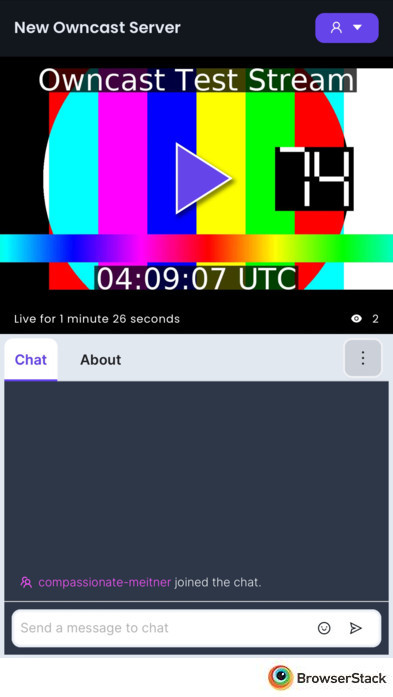 New Owncast Server
Owncast Test Stream
74
04:09:07 UTC
Live for 1 minute 26 seconds
2
Chat
About
compassionate-meitner joined the chat.
Send a message to chat
BrowserStack